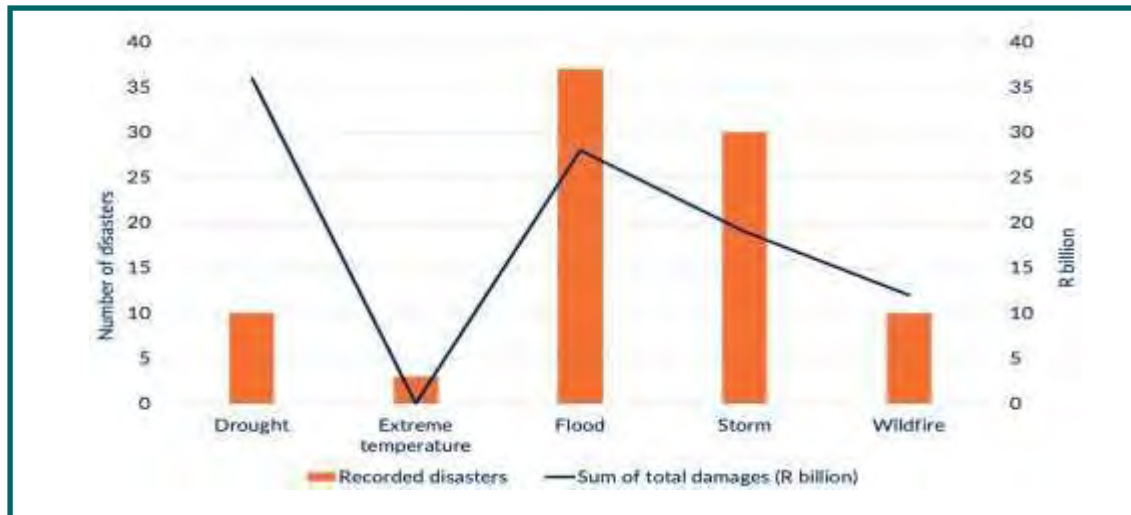 40 40
35 35
30 30
25 25
20 20
15 15
10 10
5 5
0 0
Number of disasters
R billion
Drought Extreme Flood Storm Wildfire
temperature
Recorded disasters Sum of total damages (R billion)